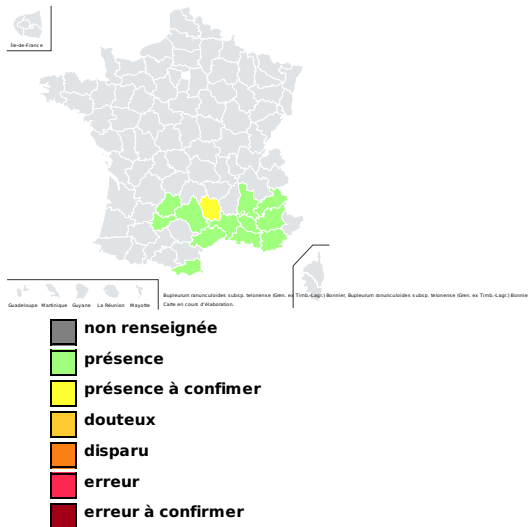 Île-de-France
Guadeloupe Martinique Guyane La Réunion Mayotte
Bupleurum ranunculoides subsp. telonense (Gren. ex Timb.-Lagr.) Bonnier, Bupleurum ranunculoides subsp. telonense (Gren. ex Timb.-Lagr.) Bonnie
Carte en cours d'élaboration.
non renseignée
présence
présence à confimer
douteux
disparu
erreur
erreur à confirmer